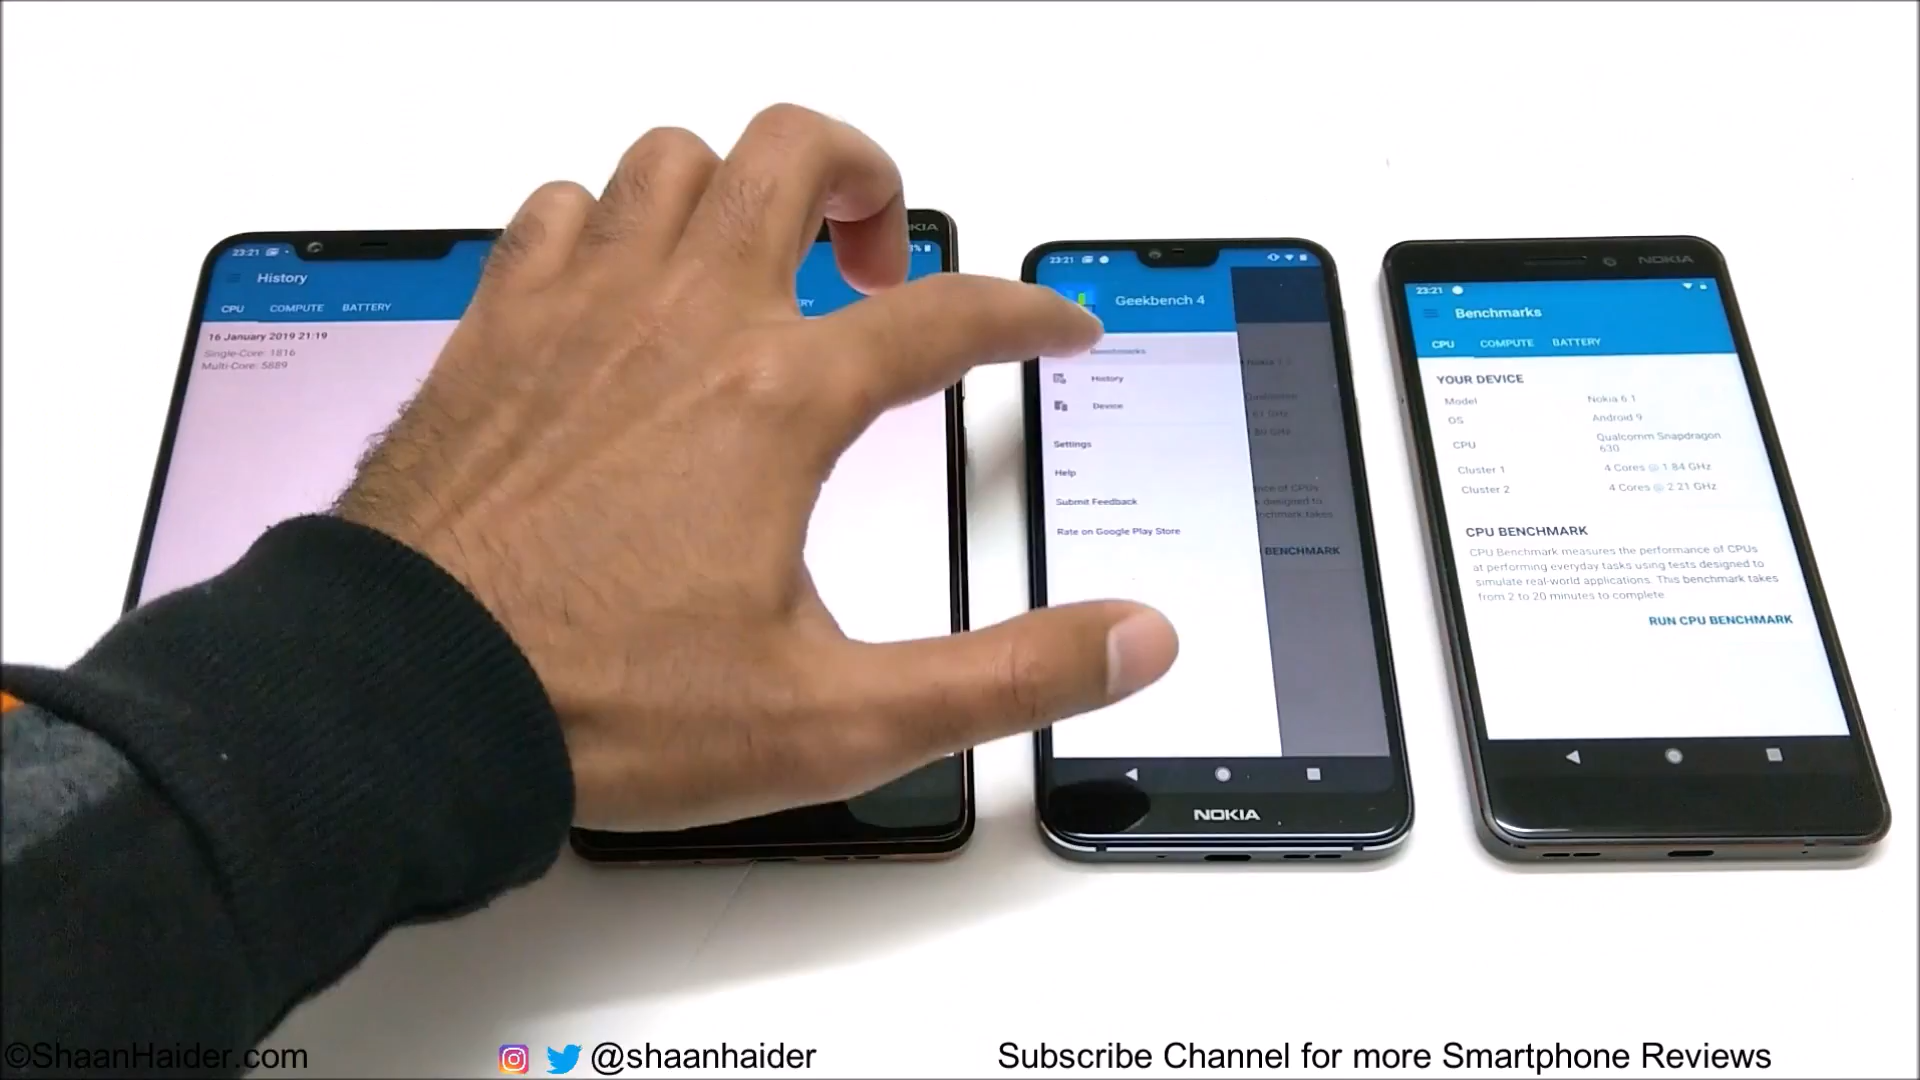 23:21
History
CPU COMPUTE BATTERY
16 January 2019 21:19
Single-Core: 1816
Multi-Core: 5889
23:21
Geekbench 4
Benchmarks
History
Device
Settings
Help
Submit Feedback
Rate on Google Play Store
BENCHMARK
NOKIA
NOKIA
23:21
Benchmarks
CPU COMPUTE BATTERY
YOUR DEVICE
Model Nokia 6.1
OS Android 9
CPU Qualcomm Snapdragon
630
Cluster 1 4 Cores @ 1.84 GHz
Cluster 2 4 Cores @ 2.21 GHz
CPU BENCHMARK
CPU Benchmark measures the performance of CPUs
at performing everyday tasks using tests designed to
simulate real-world applications. This benchmark takes
from 2 to 20 minutes to complete
RUN CPU BENCHMARK
©ShaanHaider.com
@shaanhaider
Subscribe Channel for more Smartphone Reviews